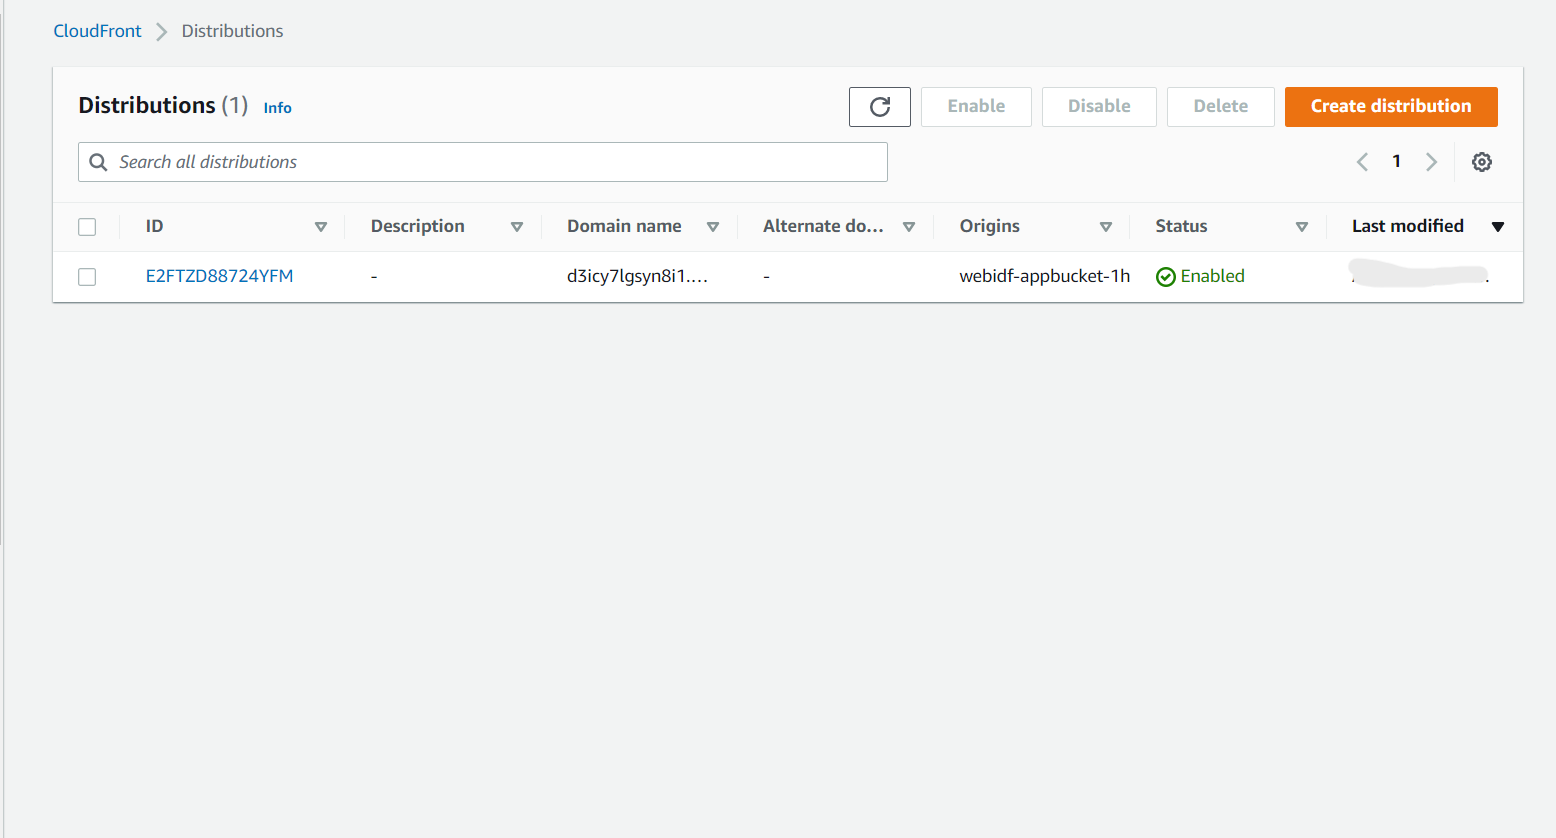 CloudFront Distributions
Distributions (1) Info
Enable Disable Delete Create distribution
Search all distributions
1
ID Description Domain name Alternate do... Origins Status Last modified
E2FTZD88724YFM - d3icy7lgsyn8i1.... - webidf-appbucket-1h Enabled